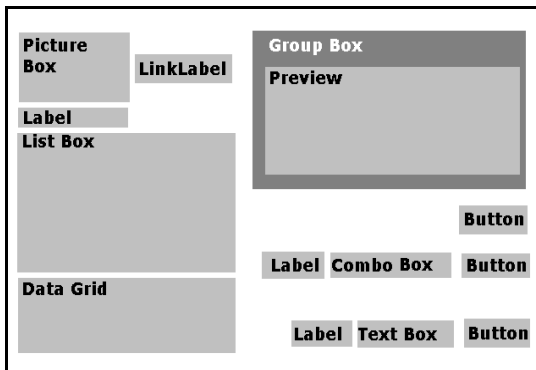 Picture
Box
LinkLabel
Label
List Box
Data Grid
Group Box
Preview
Button
Label Combo Box Button
Label Text Box Button